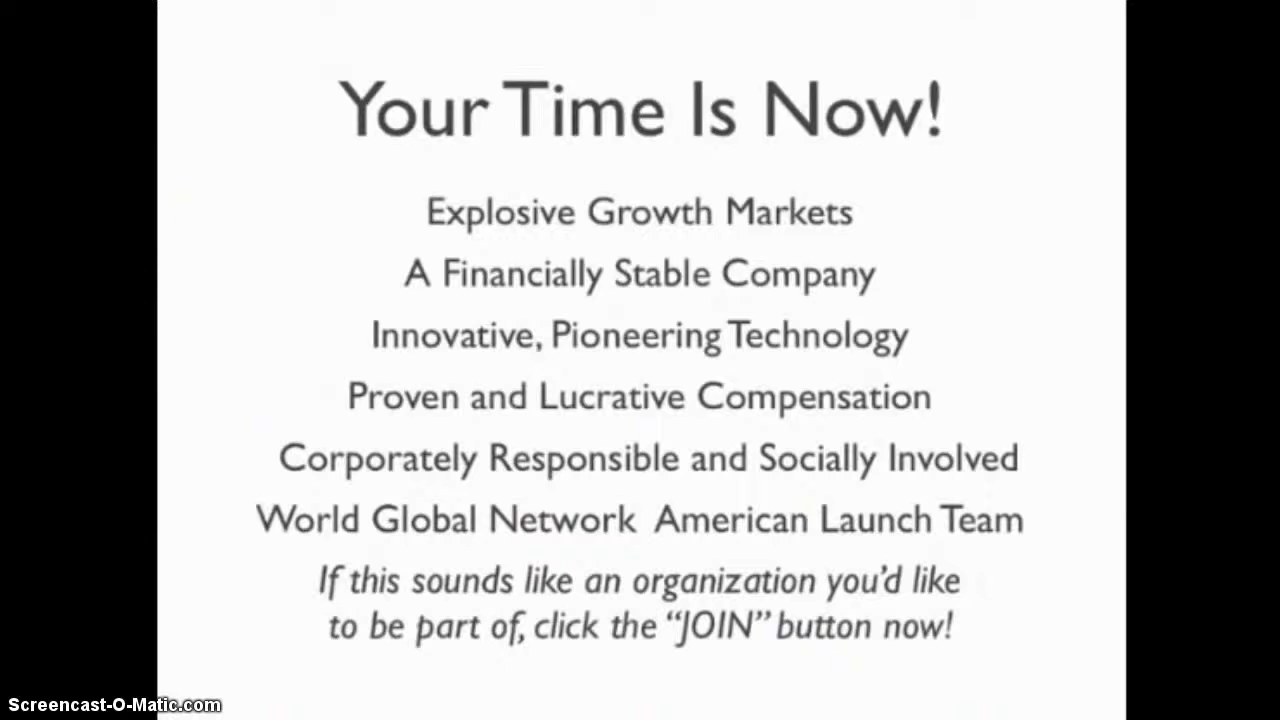 Your Time Is Now!
Explosive Growth Markets
A Financially Stable Company
Innovative, Pioneering Technology
Proven and Lucrative Compensation
Corporately Responsible and Socially Involved
World Global Network American Launch Team
If this sounds like an organization you'd like
to be part of, click the “JOIN” button now!
Screencast-O-Matic.com